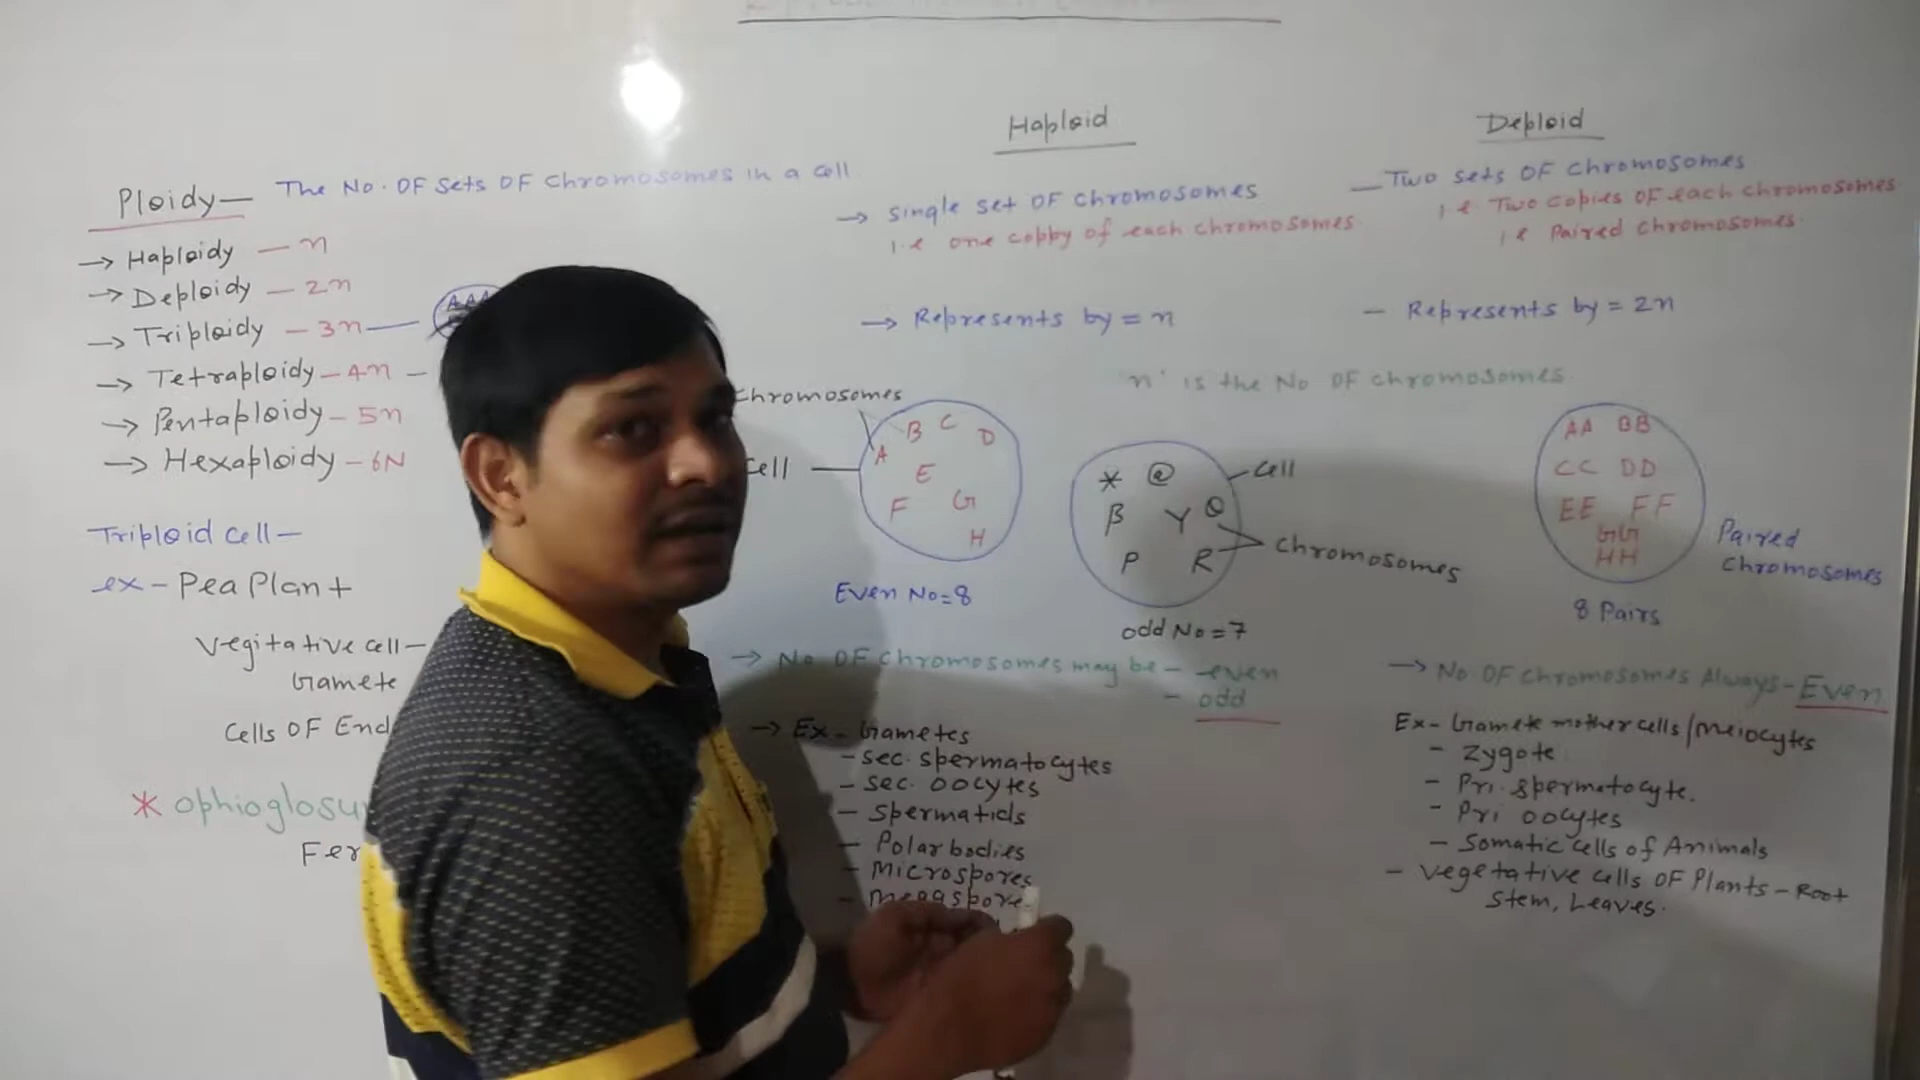 Ploidy— The No. OF sets OF chromosomes in a cell
→ Haploidy — n
→ Deploidy — 2n
→ Triploidy — 3n —
→ Tetraploidy — 4n —
→ Pentaploidy - 5n
→ Hexaploidy - 6N
Triploid cell—
ex - Pea Plant
Vegitative cell—
Gamete
Cells OF End
* ophioglosu
Fer
Haploid
→ single set OF chromosomes
i.e one cobby of each chromosomes
→ Represents by = n
'n' is the No OF chromosomes
chromosomes
cell
A B C D
E
F G
H
Even No=8
* @
β Y Q
P R
cell
chromosomes
odd No=7
→ No OF chromosomes may be - even
- odd
→ Ex - Gametes
- sec. spermatocytes
- sec. oocytes
- spermatids
- Polar bodies
- Microspores
- Megaspore
Deploid
— Two sets OF chromosomes
i.e Two copies OF each chromosomes
i.e Paired chromosomes.
- Represents by = 2n
AA BB
CC DD
EE FF
GG
HH
Paired
chromosomes
8 Pairs
→ No. OF chromosomes Always - Even
Ex- Gamete mother cells/meiocytes
- Zygote
- Pri. spermatocyte.
- Pri oocytes
- somatic cells of Animals
- vegetative cells OF Plants - Root
stem, Leaves.